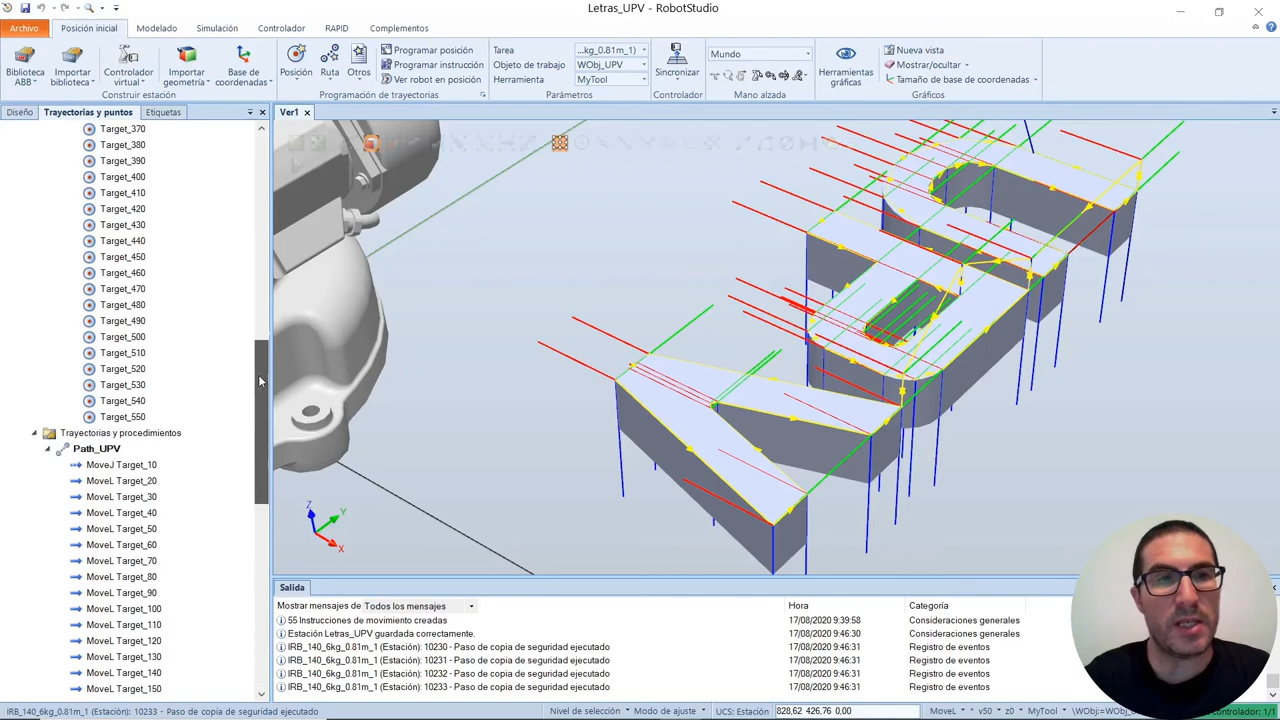 Letras_UPV - RobotStudio
Archivo Posición inicial Modelado Simulación Controlador RAPID Complementos
Biblioteca ABB
Importar biblioteca
Controlador virtual
Importar geometría
Base de coordenadas
Construir estación
Posición
Ruta
Otros
Programar posición
Programar instrucción
Ver robot en posición
Programación de trayectorias
Tarea ...kg_0.81m_1)
Objeto de trabajo WObj_UPV
Herramienta MyTool
Parámetros
Sincronizar
Controlador
Mundo
Mano alzada
Herramientas gráficas
Nueva vista
Mostrar/ocultar
Tamaño de base de coordenadas
Gráficos
Diseño Trayectorias y puntos Etiquetas
Ver1
Target_370
Target_380
Target_390
Target_400
Target_410
Target_420
Target_430
Target_440
Target_450
Target_460
Target_470
Target_480
Target_490
Target_500
Target_510
Target_520
Target_530
Target_540
Target_550
Trayectorias y procedimientos
Path_UPV
MoveJ Target_10
MoveL Target_20
MoveL Target_30
MoveL Target_40
MoveL Target_50
MoveL Target_60
MoveL Target_70
MoveL Target_80
MoveL Target_90
MoveL Target_100
MoveL Target_110
MoveL Target_120
MoveL Target_130
MoveL Target_140
MoveL Target_150
Z
Y
X
Salida
Mostrar mensajes de Todos los mensajes Hora Categoría
55 Instrucciones de movimiento creadas 17/08/2020 9:39:58 Consideraciones generales
Estación Letras_UPV guardada correctamente. 17/08/2020 9:46:30 Consideraciones generales
IRB_140_6kg_0.81m_1 (Estación): 10230 - Paso de copia de seguridad ejecutado 17/08/2020 9:46:31 Registro de eventos
IRB_140_6kg_0.81m_1 (Estación): 10231 - Paso de copia de seguridad ejecutado 17/08/2020 9:46:31 Registro de eventos
IRB_140_6kg_0.81m_1 (Estación): 10232 - Paso de copia de seguridad ejecutado 17/08/2020 9:46:31 Registro de eventos
IRB_140_6kg_0.81m_1 (Estación): 10233 - Paso de copia de seguridad ejecutado 17/08/2020 9:46:31 Registro de eventos
IRB_140_6kg_0.81m_1 (Estación): 10233 - Paso de copia de seguridad ejecutado Nivel de selección Modo de ajuste UCS: Estación 828,62 426,76 0,00 MoveL * v50 z0 MyTool \WObj:=WObj_ Controlador: 1/1